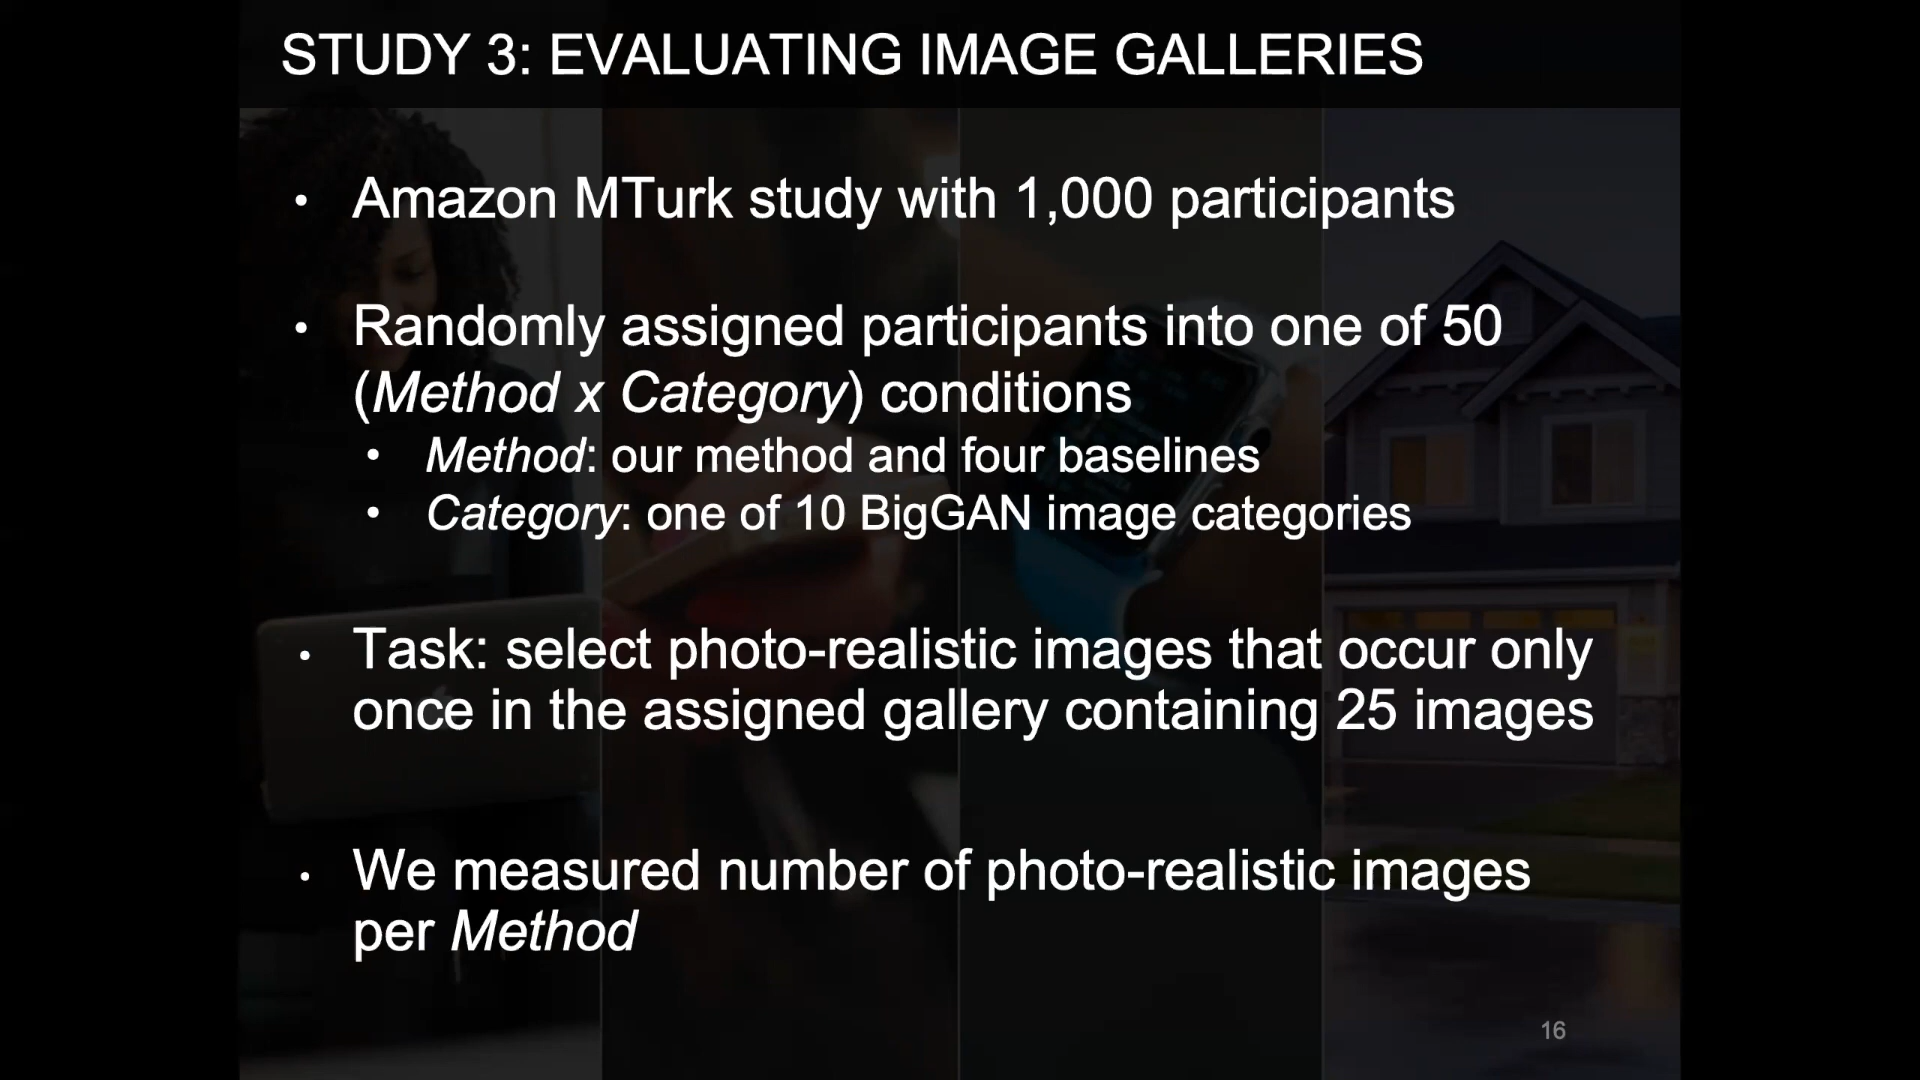 STUDY 3: EVALUATING IMAGE GALLERIES
• Amazon MTurk study with 1,000 participants
• Randomly assigned participants into one of 50
(Method x Category) conditions
• Method: our method and four baselines
• Category: one of 10 BigGAN image categories
• Task: select photo-realistic images that occur only
once in the assigned gallery containing 25 images
• We measured number of photo-realistic images
per Method
16